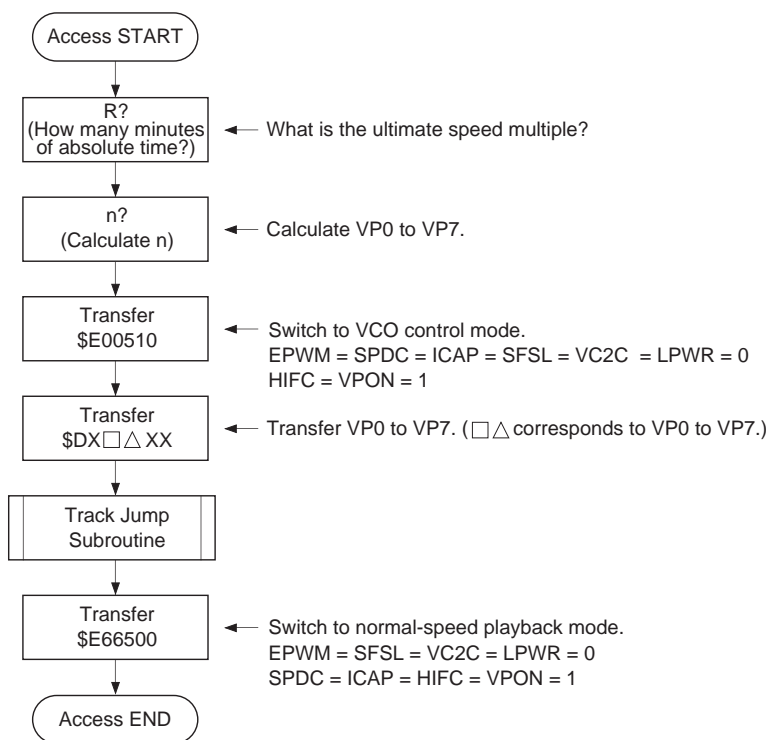 Access START
R?
(How many minutes
of absolute time?)
What is the ultimate speed multiple?
n?
(Calculate n)
Calculate VP0 to VP7.
Transfer
$E00510
Switch to VCO control mode.
EPWM = SPDC = ICAP = SFSL = VC2C = LPWR = 0
HIFC = VPON = 1
Transfer
$DX□△XX
Transfer VP0 to VP7. (□△ corresponds to VP0 to VP7.)
Track Jump
Subroutine
Transfer
$E66500
Switch to normal-speed playback mode.
EPWM = SFSL = VC2C = LPWR = 0
SPDC = ICAP = HIFC = VPON = 1
Access END